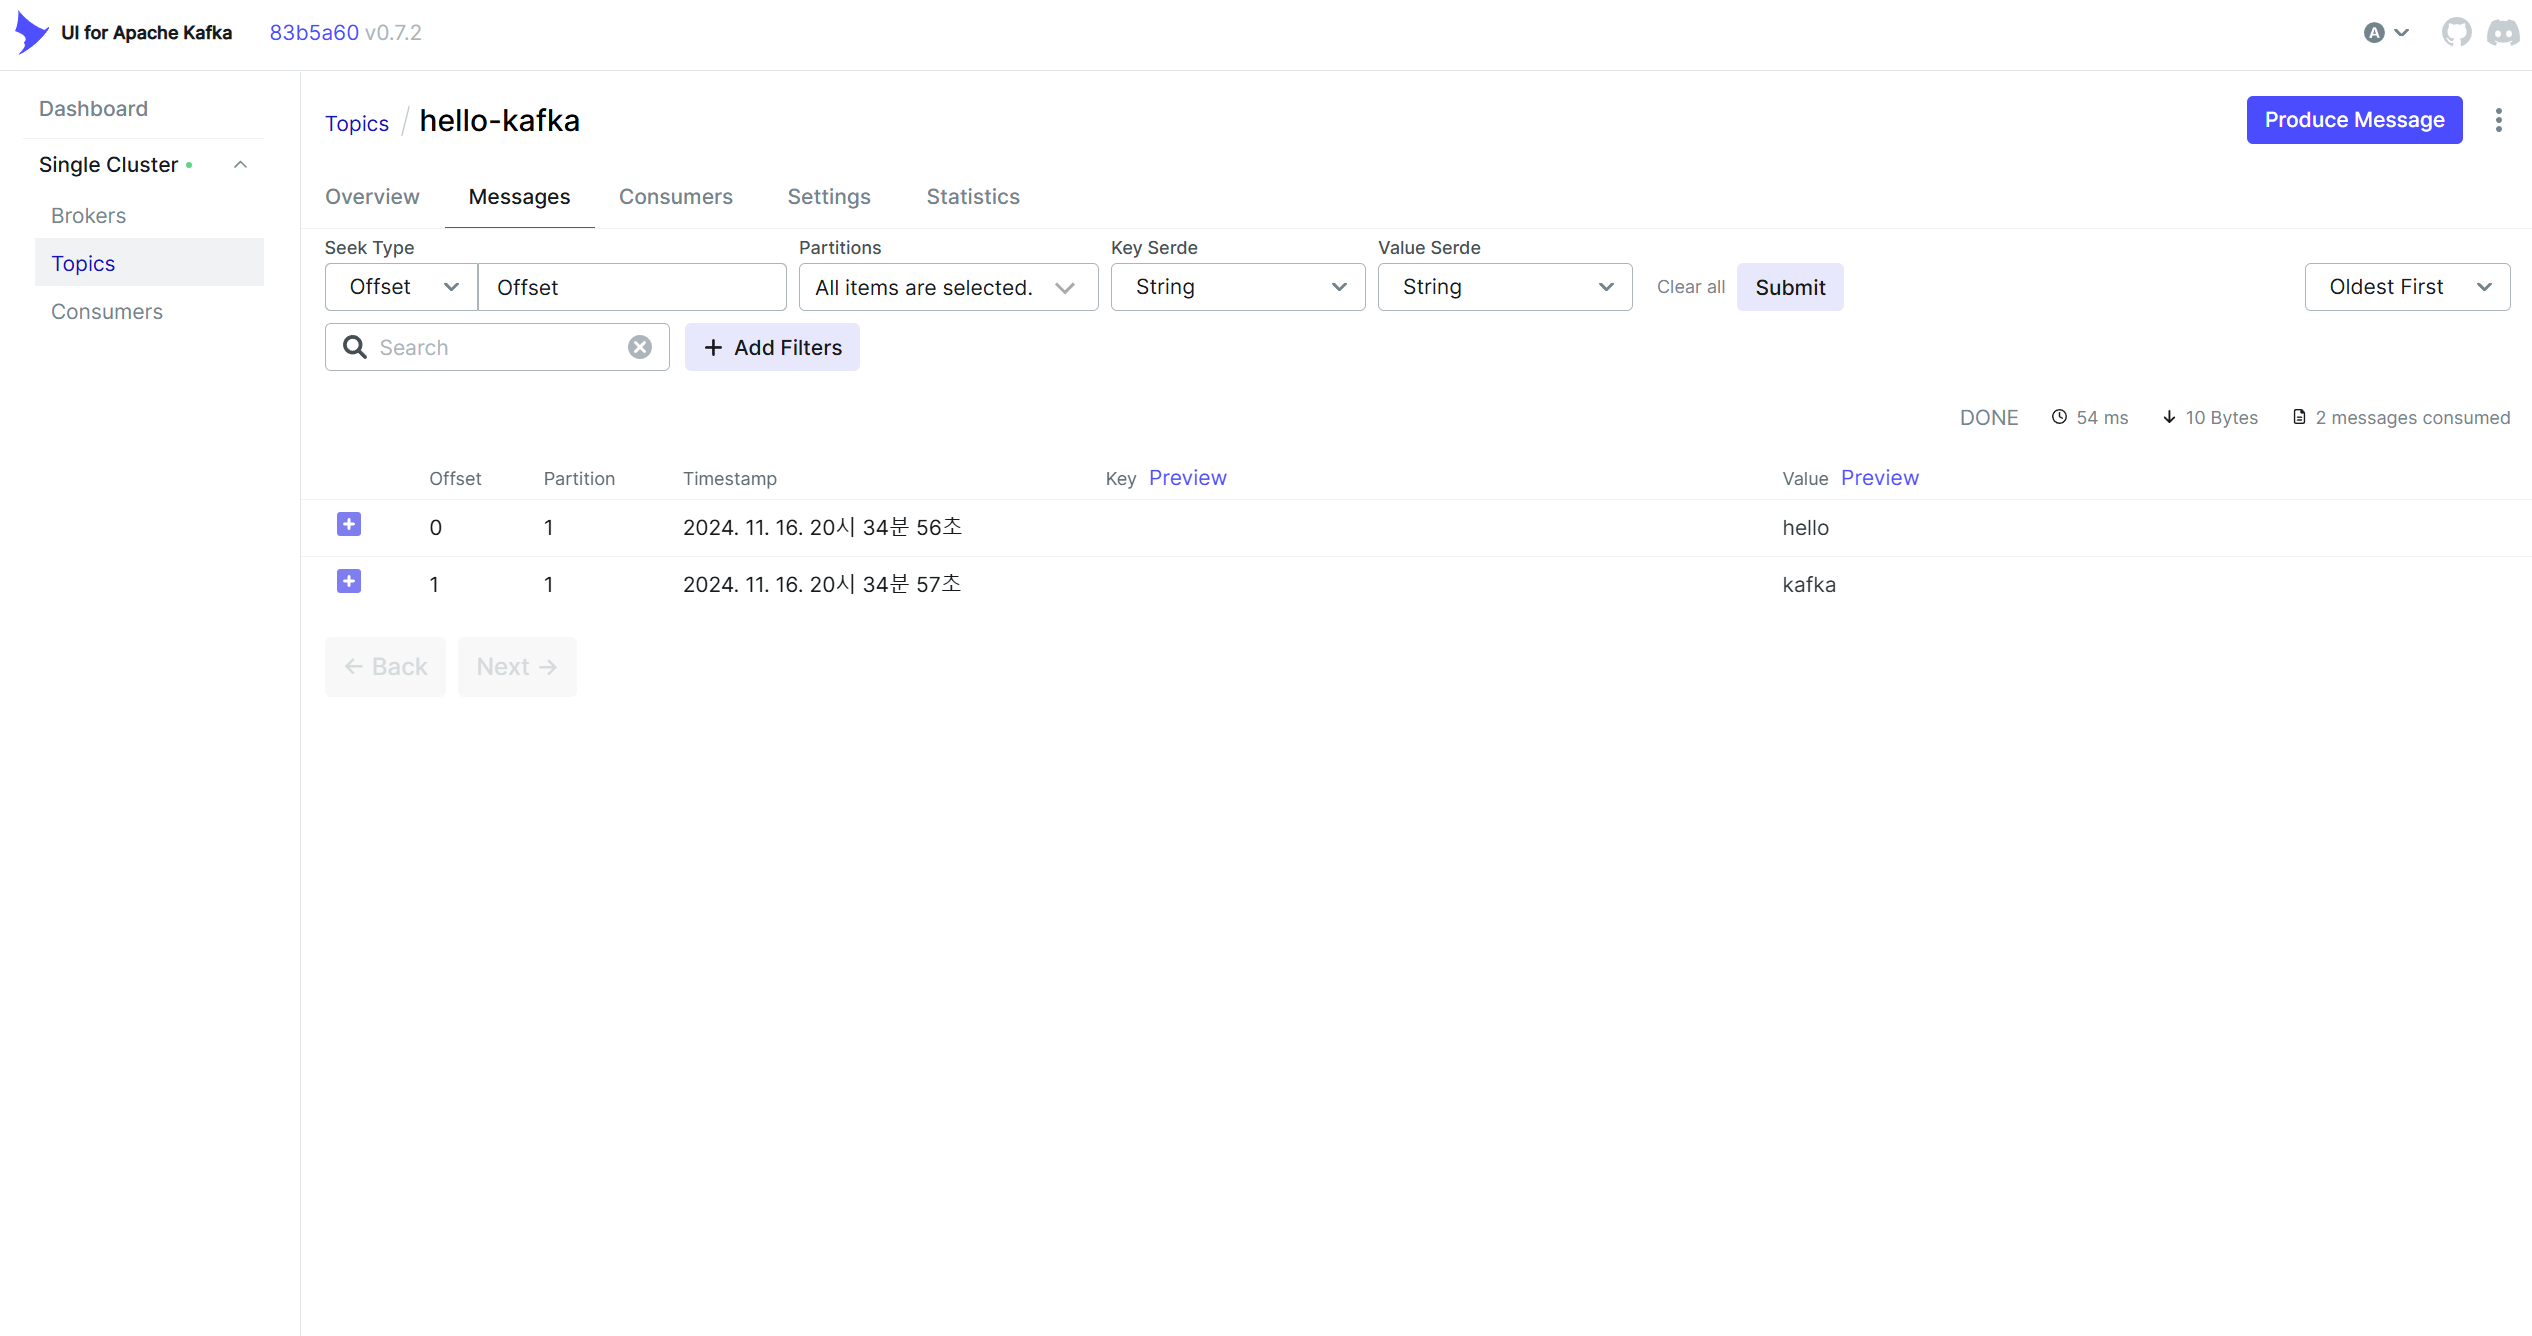 UI for Apache Kafka 83b5a60 v0.7.2 A
Dashboard
Single Cluster
Brokers
Topics
Consumers
Topics / hello-kafka Produce Message
Overview Messages Consumers Settings Statistics
Seek Type Partitions Key Serde Value Serde
Offset Offset All items are selected. String String Clear all Submit Oldest First
Search Add Filters
DONE 54 ms 10 Bytes 2 messages consumed
Offset Partition Timestamp Key Preview Value Preview
0 1 2024. 11. 16. 20시 34분 56초 hello
1 1 2024. 11. 16. 20시 34분 57초 kafka
← Back Next →